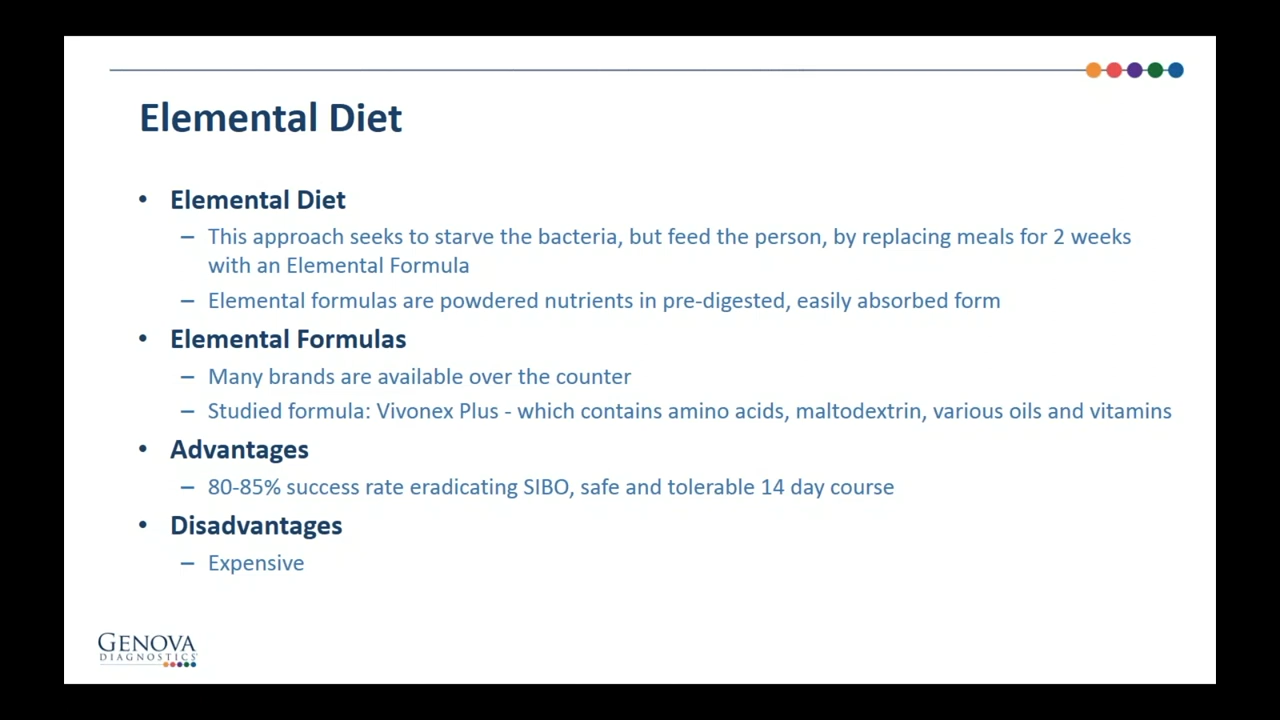 Elemental Diet
• Elemental Diet
– This approach seeks to starve the bacteria, but feed the person, by replacing meals for 2 weeks
with an Elemental Formula
– Elemental formulas are powdered nutrients in pre-digested, easily absorbed form
• Elemental Formulas
– Many brands are available over the counter
– Studied formula: Vivonex Plus - which contains amino acids, maltodextrin, various oils and vitamins
• Advantages
– 80-85% success rate eradicating SIBO, safe and tolerable 14 day course
• Disadvantages
– Expensive
GENOVA
DIAGNOSTICS